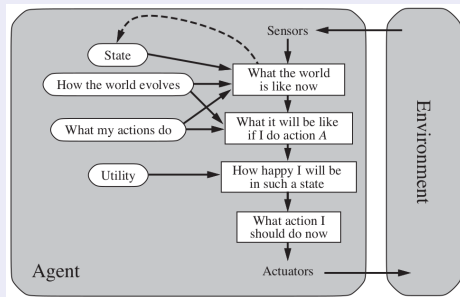 Sensors
State
What the world
is like now
How the world evolves
What it will be like
if I do action A
What my actions do
How happy I will be
in such a state
Utility
What action I
should do now
Agent
Actuators
Environment